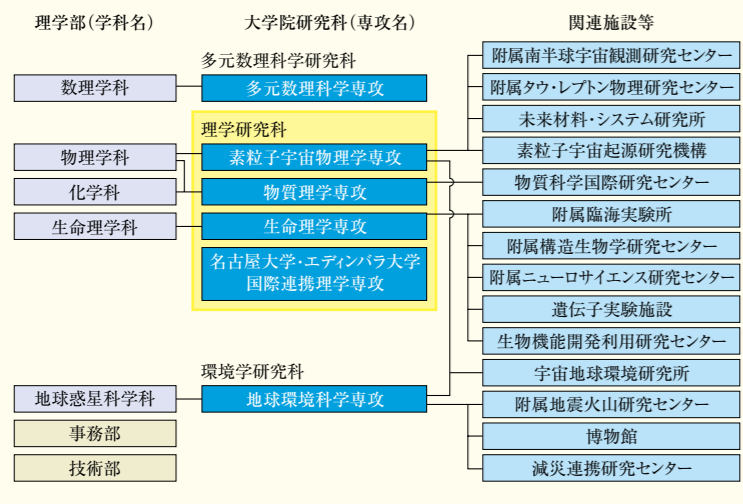 理学部(学科名)
大学院研究科(専攻名)
関連施設等
数理学科
物理学科
化学科
生命理学科
地球惑星科学科
事務部
技術部
多元数理科学研究科
多元数理科学専攻
理学研究科
素粒子宇宙物理学専攻
物質理学専攻
生命理学専攻
名古屋大学・エディンバラ大学
国際連携理学専攻
環境学研究科
地球環境科学専攻
附属南半球宇宙観測研究センター
附属タウ・レプトン物理研究センター
未来材料・システム研究所
素粒子宇宙起源研究機構
物質科学国際研究センター
附属臨海実験所
附属構造生物学研究センター
附属ニューロサイエンス研究センター
遺伝子実験施設
生物機能開発利用研究センター
宇宙地球環境研究所
附属地震火山研究センター
博物館
減災連携研究センター